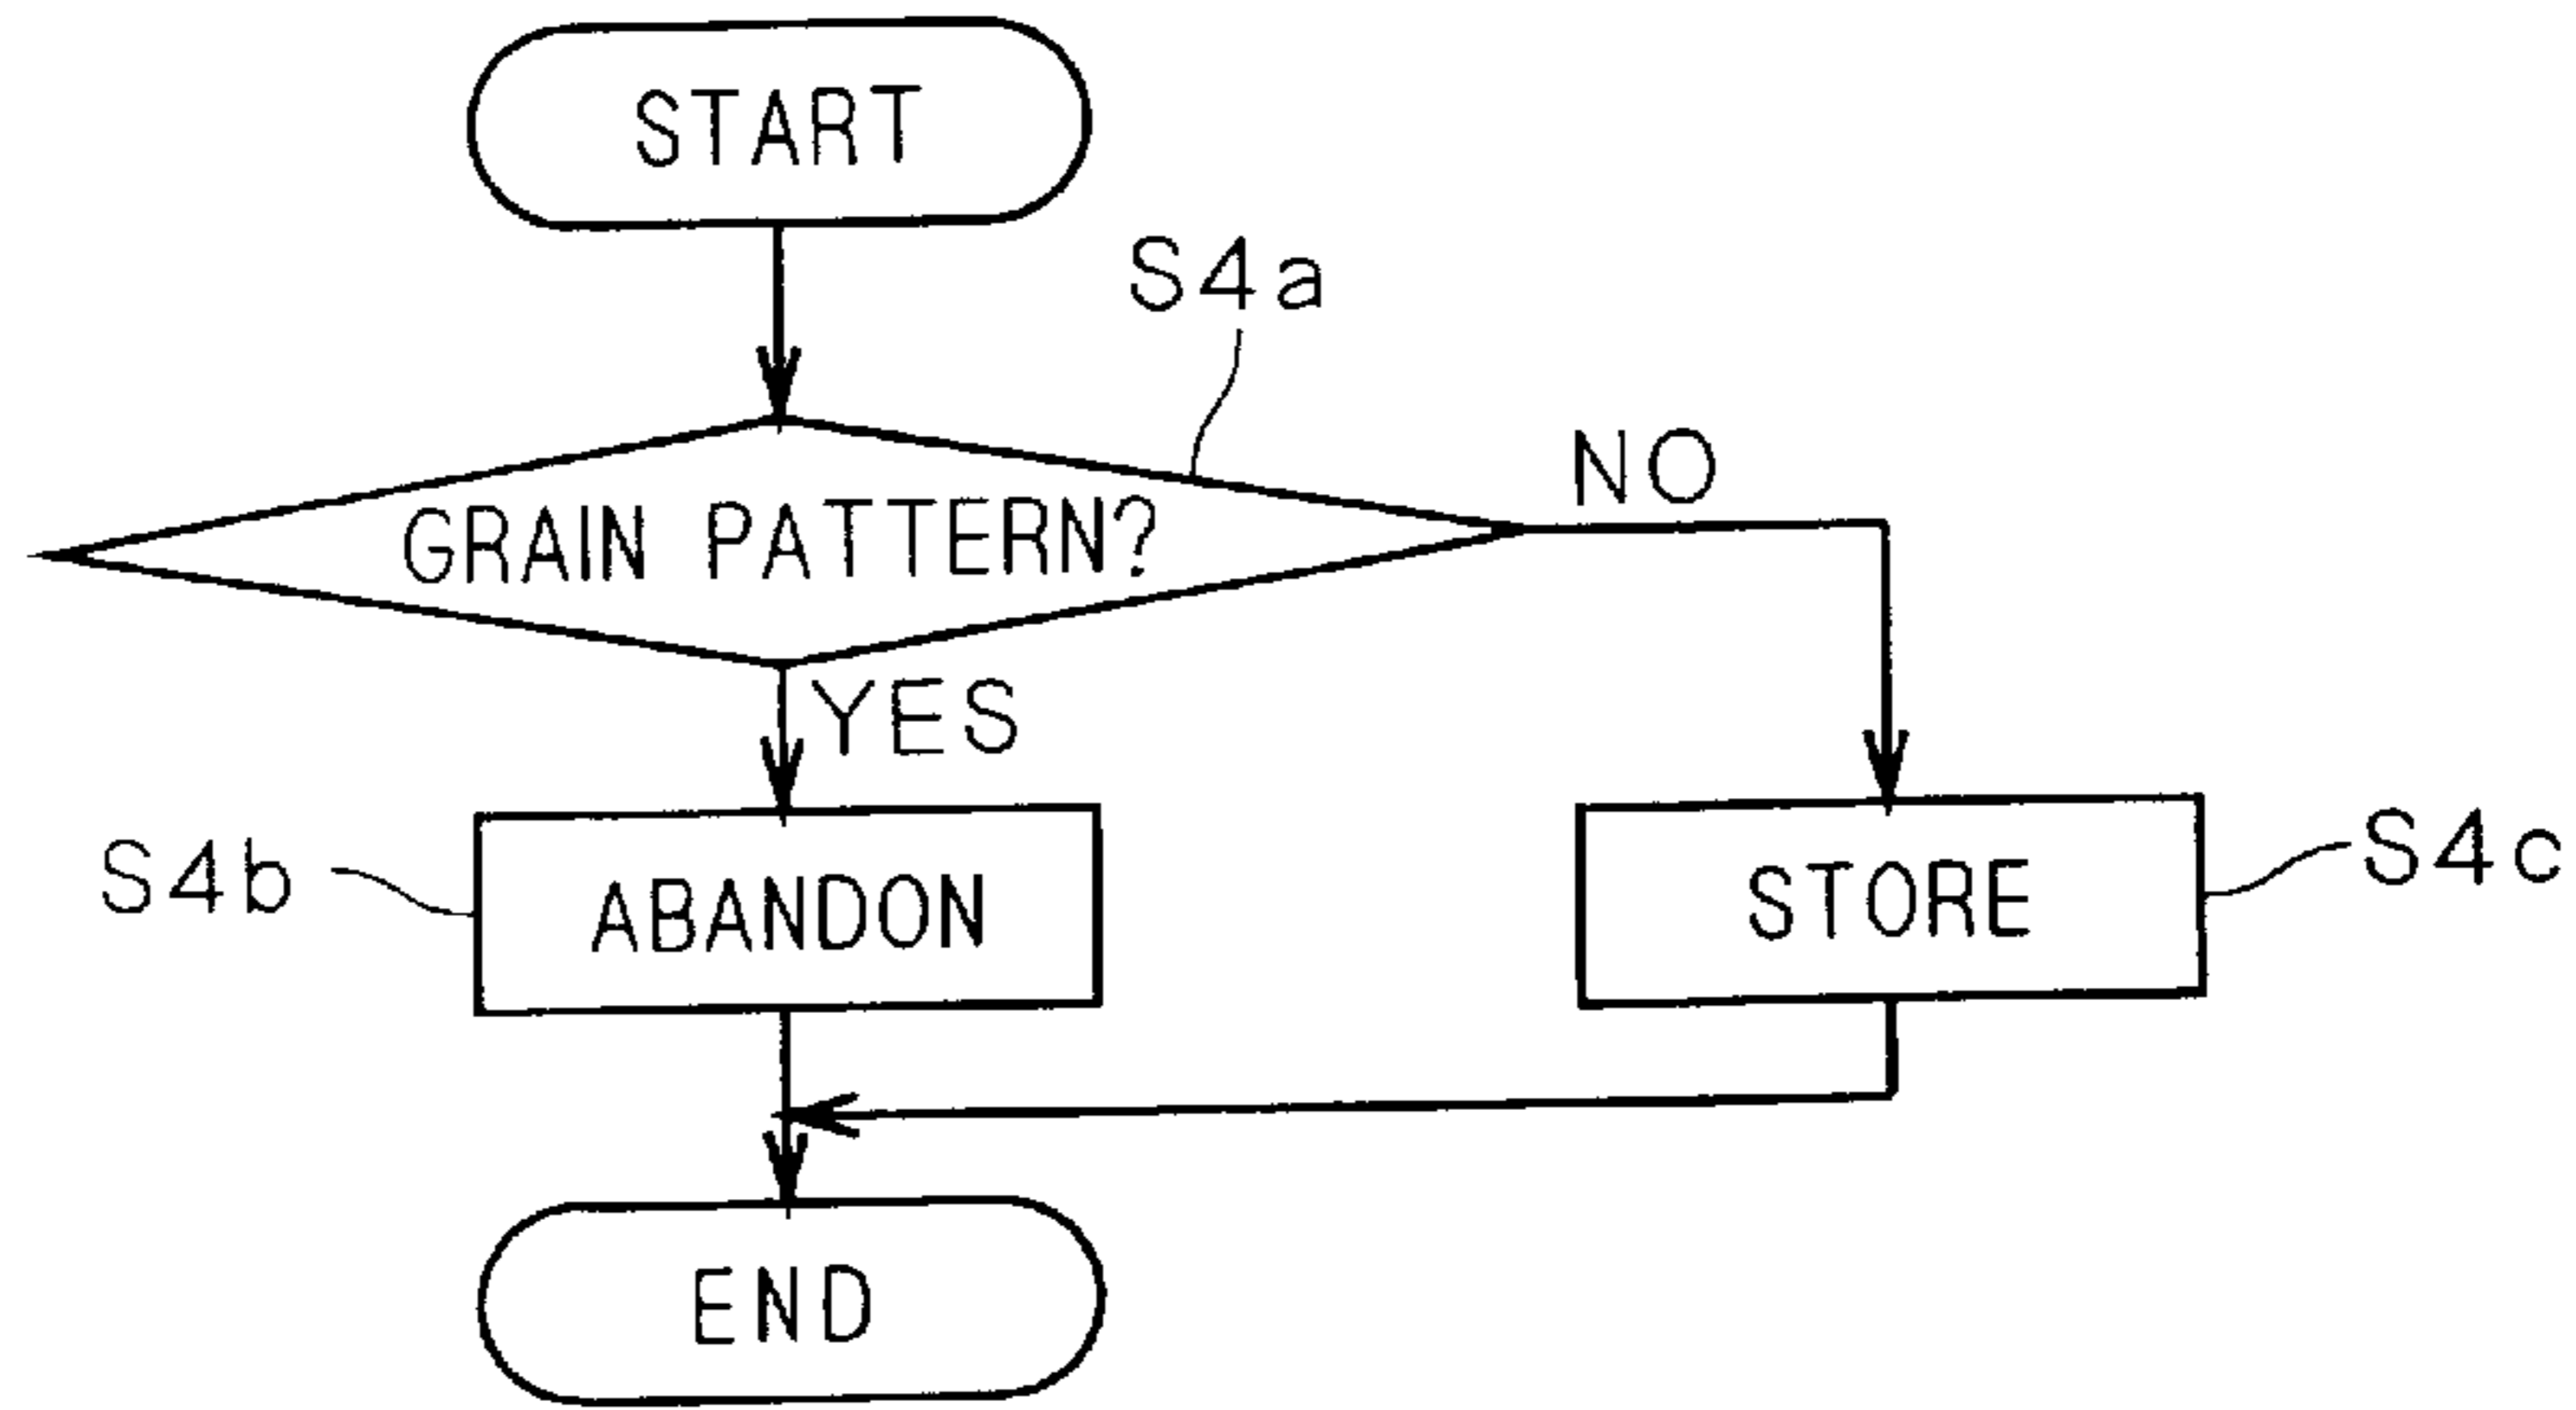 START
S4a
GRAIN PATTERN?
NO
YES
S4b
ABANDON
STORE
S4c
END